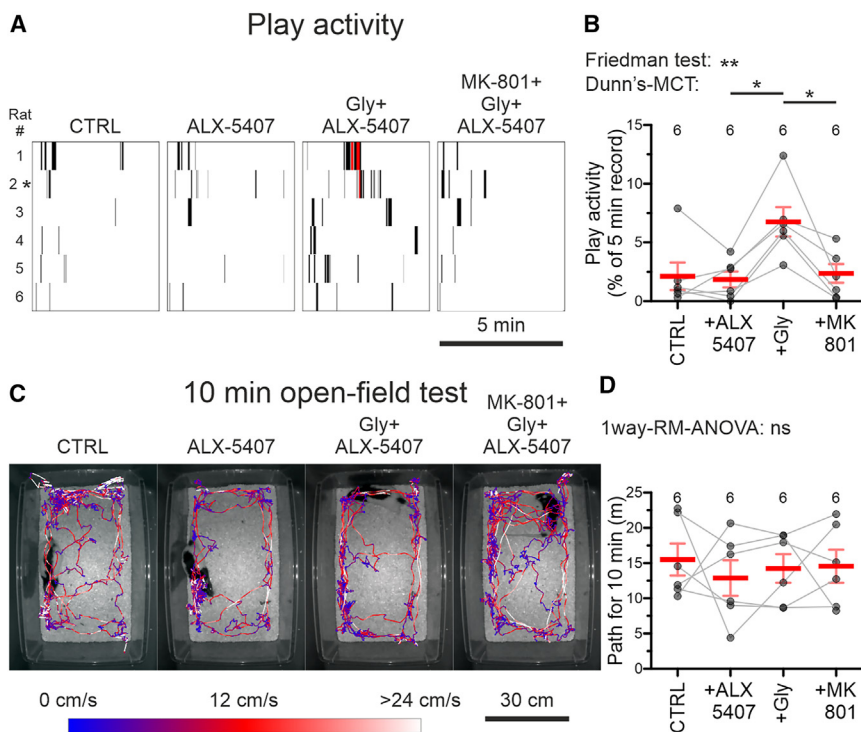 A
Play activity
Rat
#
CTRL
ALX-5407
Gly+
ALX-5407
MK-801+
Gly+
ALX-5407
1
2 *
3
4
5
6
5 min
B
Friedman test: **
Dunn's-MCT: * *
6 6 6 6
Play activity
(% of 5 min record)
15
10
5
0
CTRL
+ALX
5407
+Gly
+MK
801
C
10 min open-field test
CTRL
ALX-5407
Gly+
ALX-5407
MK-801+
Gly+
ALX-5407
0 cm/s 12 cm/s >24 cm/s
30 cm
D
1way-RM-ANOVA: ns
6 6 6 6
Path for 10 min (m)
25
20
15
10
5
0
CTRL
+ALX
5407
+Gly
+MK
801